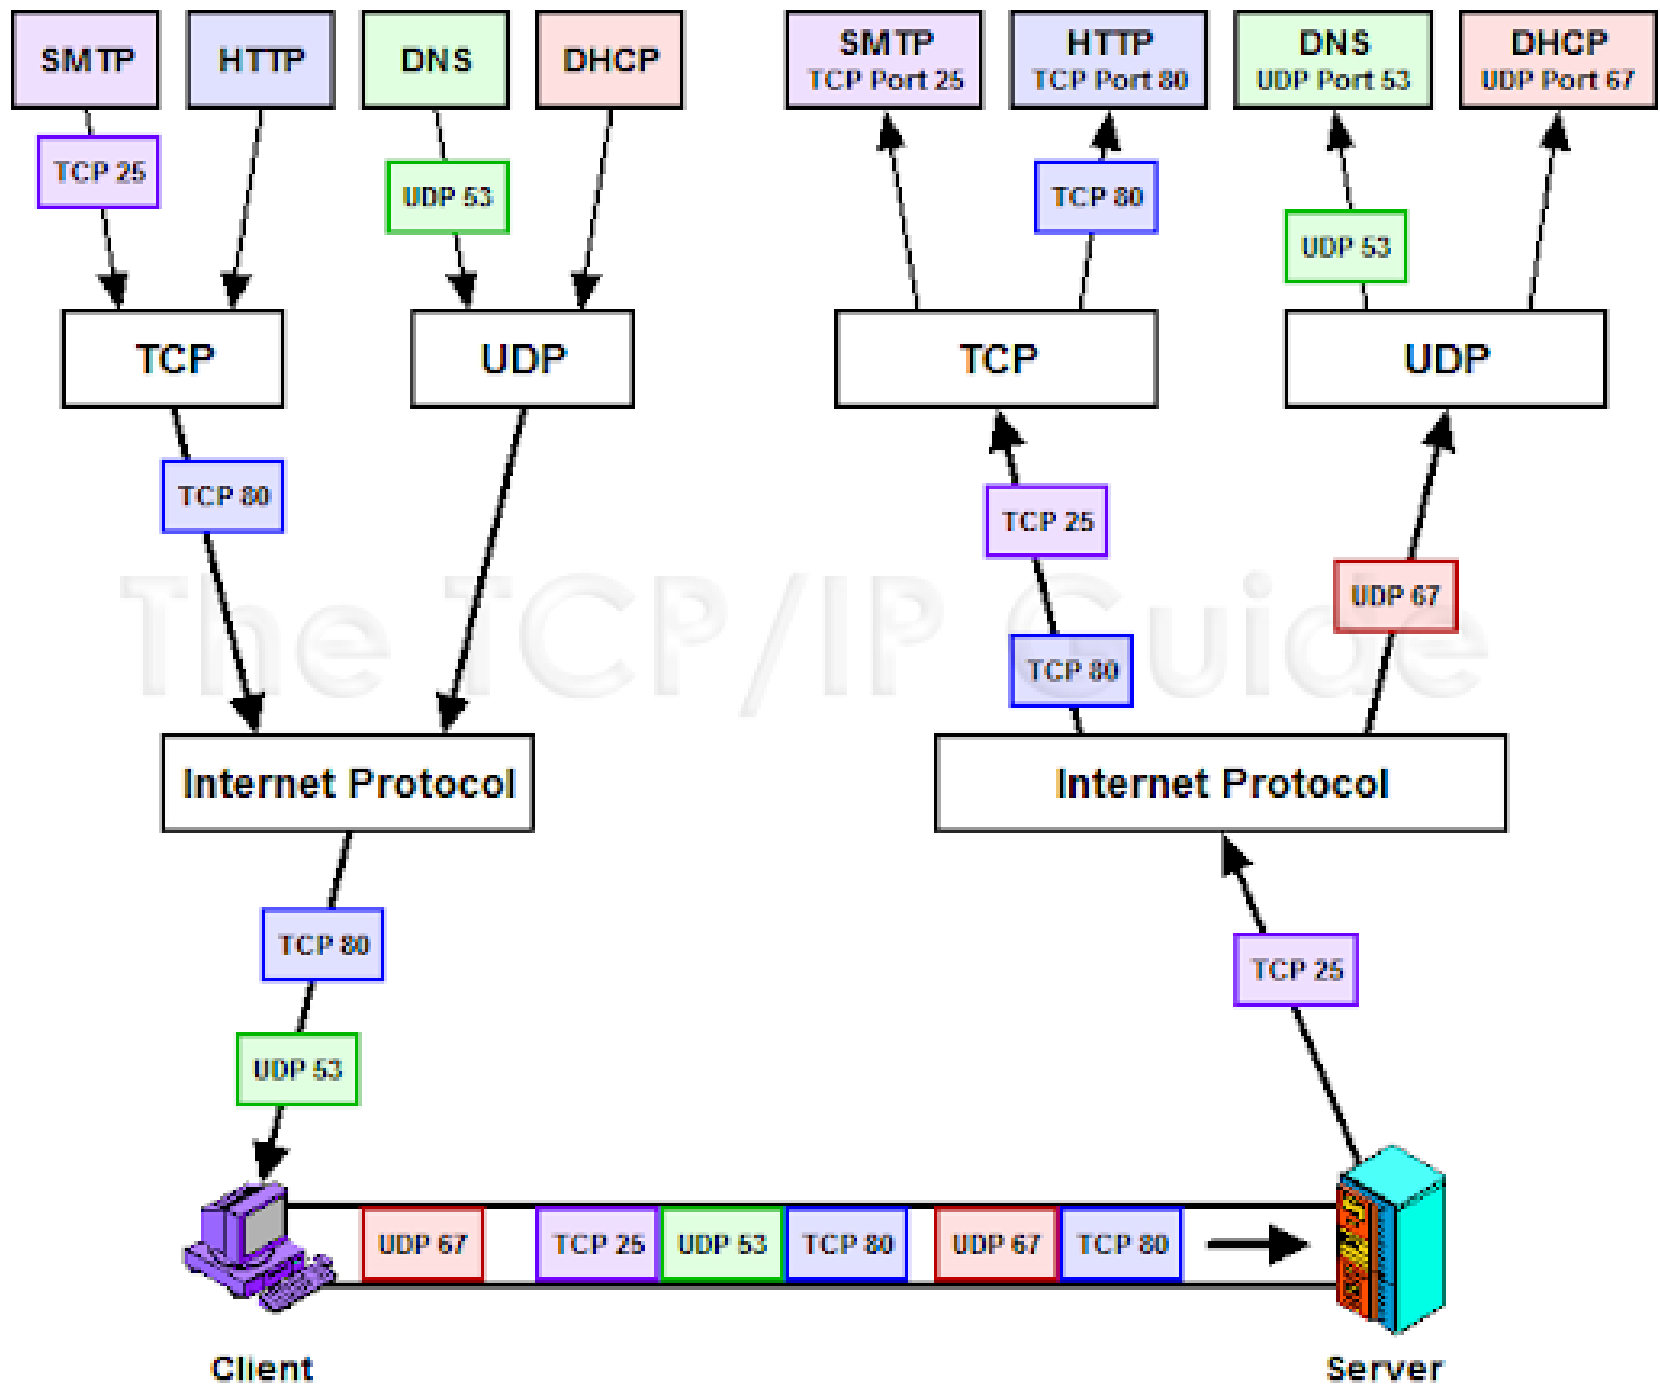 SMTP
HTTP
DNS
DHCP
SMTP
TCP Port 25
HTTP
TCP Port 80
DNS
UDP Port 53
DHCP
UDP Port 67
TCP 25
UDP 53
TCP 80
UDP 53
TCP
UDP
TCP
UDP
TCP 80
TCP 25
UDP 67
TCP 80
The TCP/IP Guide
Internet Protocol
Internet Protocol
TCP 80
TCP 25
UDP 53
UDP 67
TCP 25
UDP 53
TCP 80
UDP 67
TCP 80
Client
Server